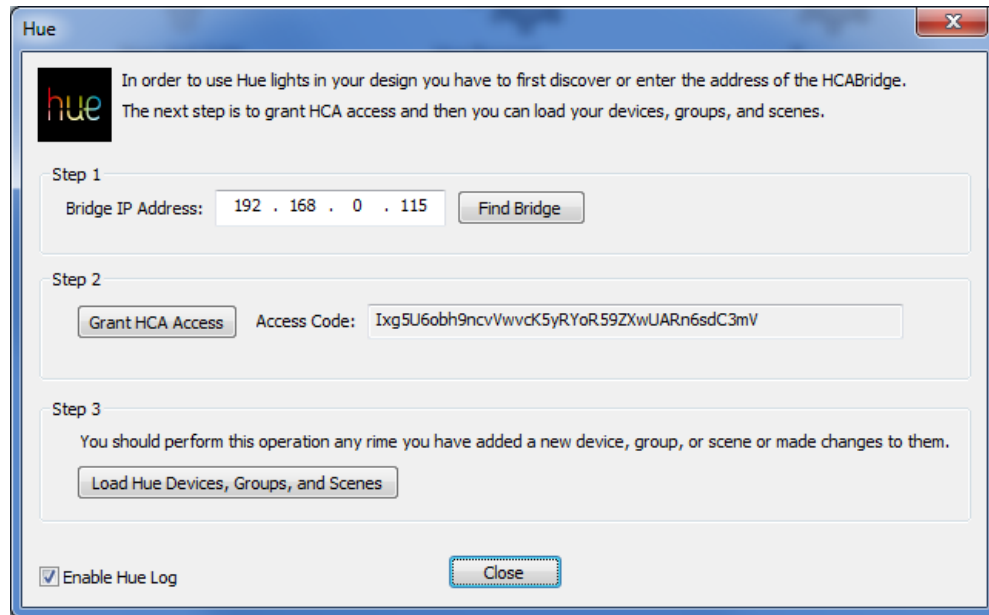 Hue
hue
In order to use Hue lights in your design you have to first discover or enter the address of the HCABridge.
The next step is to grant HCA access and then you can load your devices, groups, and scenes.
Step 1
Bridge IP Address: 192 . 168 . 0 . 115 Find Bridge
Step 2
Grant HCA Access Access Code: Ixg5U6obh9ncvVwvcK5yRYoR59ZXwUARn6sdC3mV
Step 3
You should perform this operation any rime you have added a new device, group, or scene or made changes to them.
Load Hue Devices, Groups, and Scenes
Enable Hue Log Close